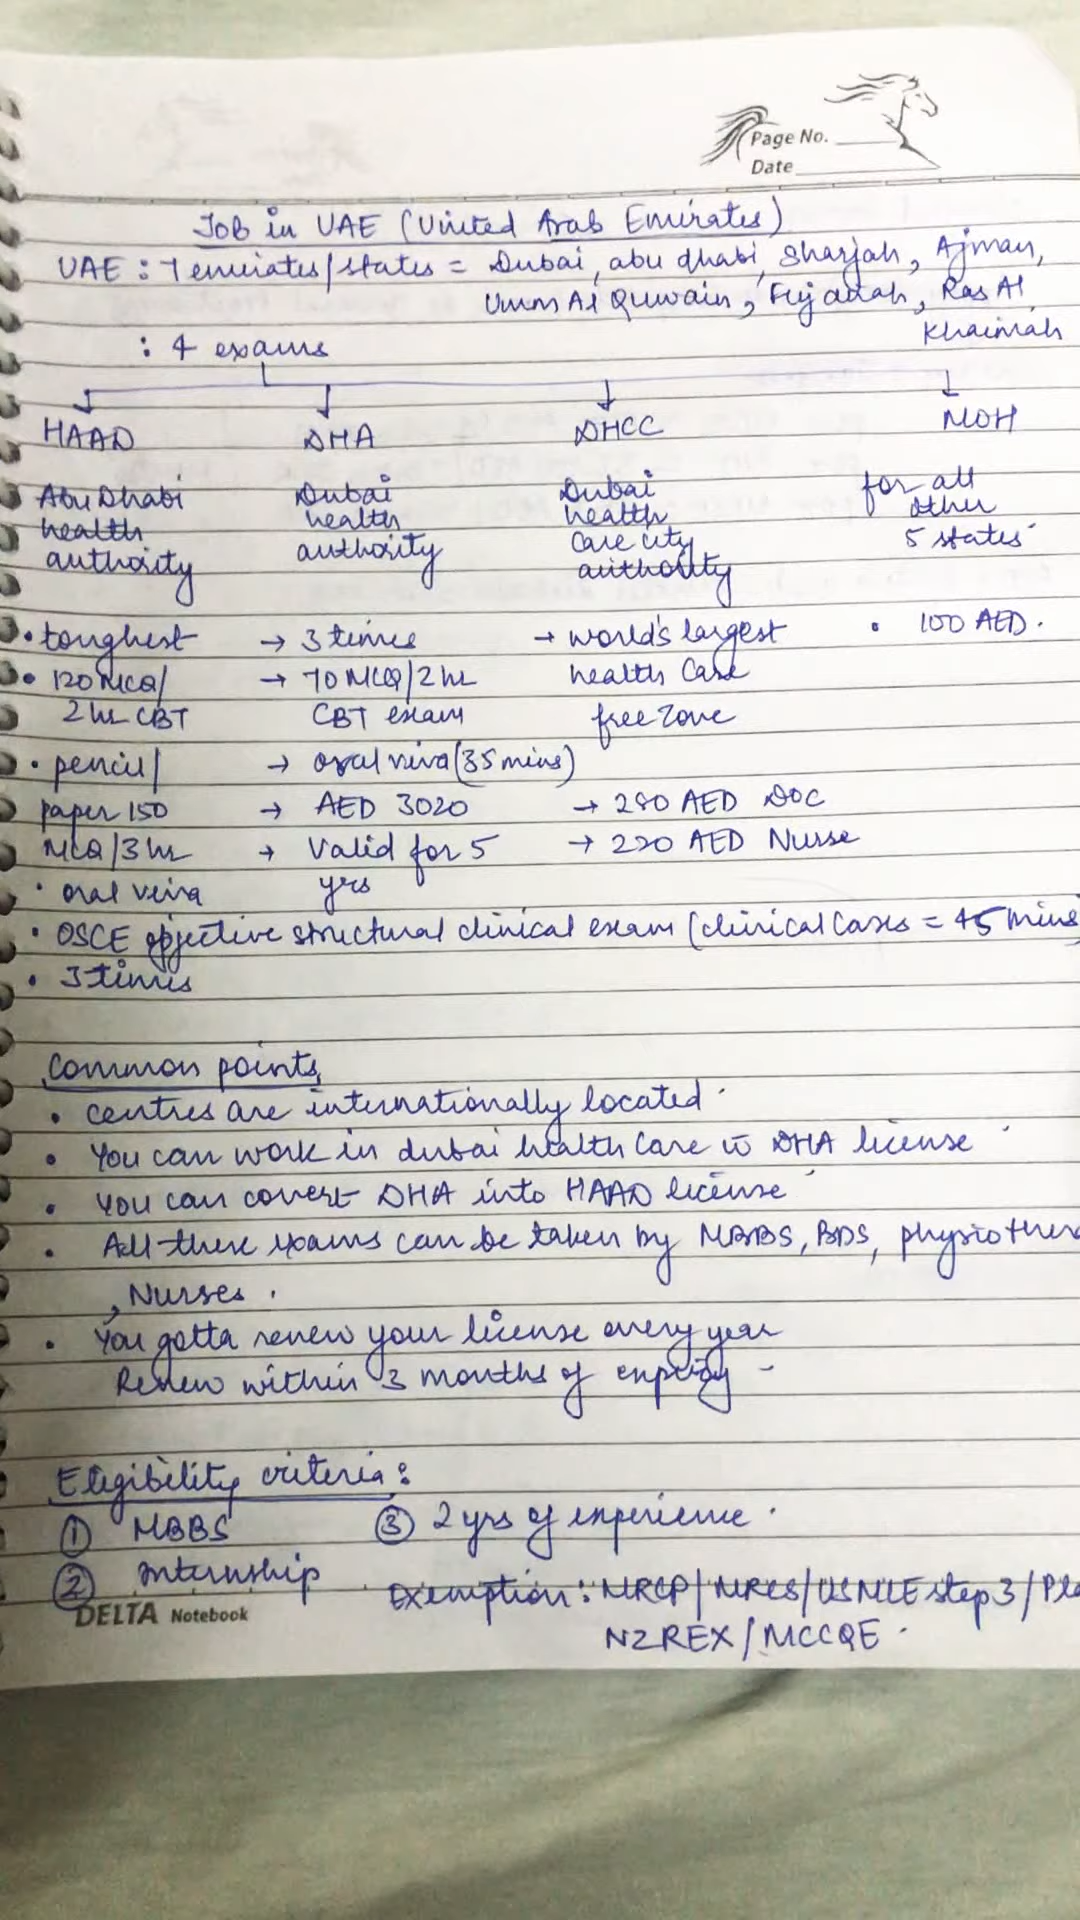 Page No.
Date
Job in UAE (United Arab Emirates)
UAE : 7 emirates/states = Dubai, abu dhabi, Sharjah, Ajman,
Umm Al Quwain, Fujairah, Ras Al
Khaimah
: 4 exams
HAAD DHA DHCC MOH
Abu Dhabi Dubai Dubai for all
health health health other
authority authority Care city 5 states
authority
• toughest → 3 times → world's largest • 100 AED.
• 120 MCQ/ → 70 MCQ/2 hr health Care
2 hr CBT CBT exam free zone
• pencil/ → oral viva (35 mins)
paper 150 → AED 3020 → 280 AED Doc
MCQ/3 hr → Valid for 5 → 220 AED Nurse
• oral viva yrs
• OSCE objective structural clinical exam (clinical cases = 45 mins
• 3 times
Common points
• centres are internationally located.
• You can work in dubai health care w DHA license
• You can covert DHA into HAAD license
• All these exams can be taken by MBBS, BDS,
, Nurses.
• You gotta renew your license every year
Renew within 3 months of expiry -
Eligibility criteria :
① MBBS ③ 2 yrs of experience.
② Internship Exemption : MRCP/MRCS/USMLE step 3/
DELTA Notebook
NZREX/MCCQE.